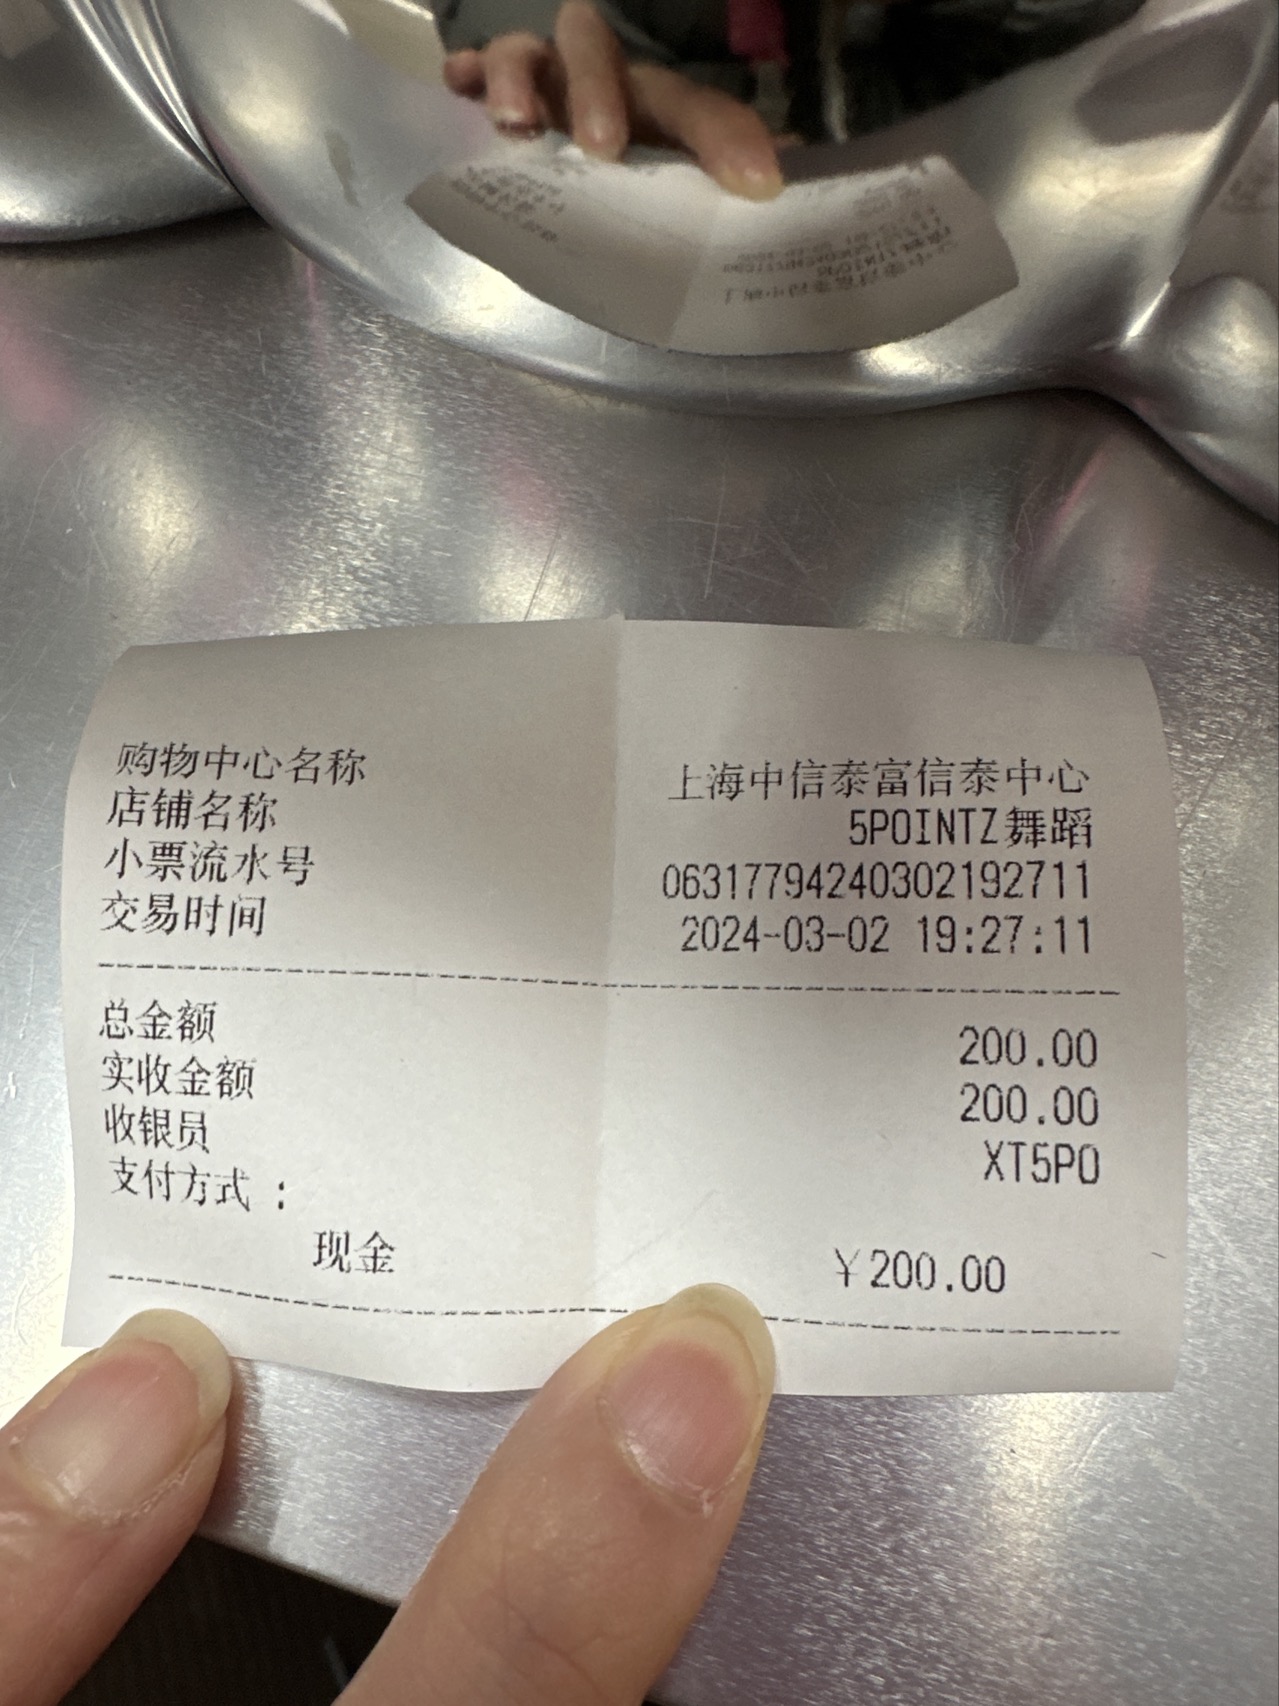 购物中心名称 上海中信泰富信泰中心
店铺名称 5POINTZ舞蹈
小票流水号 06317794240302192711
交易时间 2024-03-02 19:27:11
总金额 200.00
实收金额 200.00
收银员 XT5PO
支付方式：
现金 ￥200.00